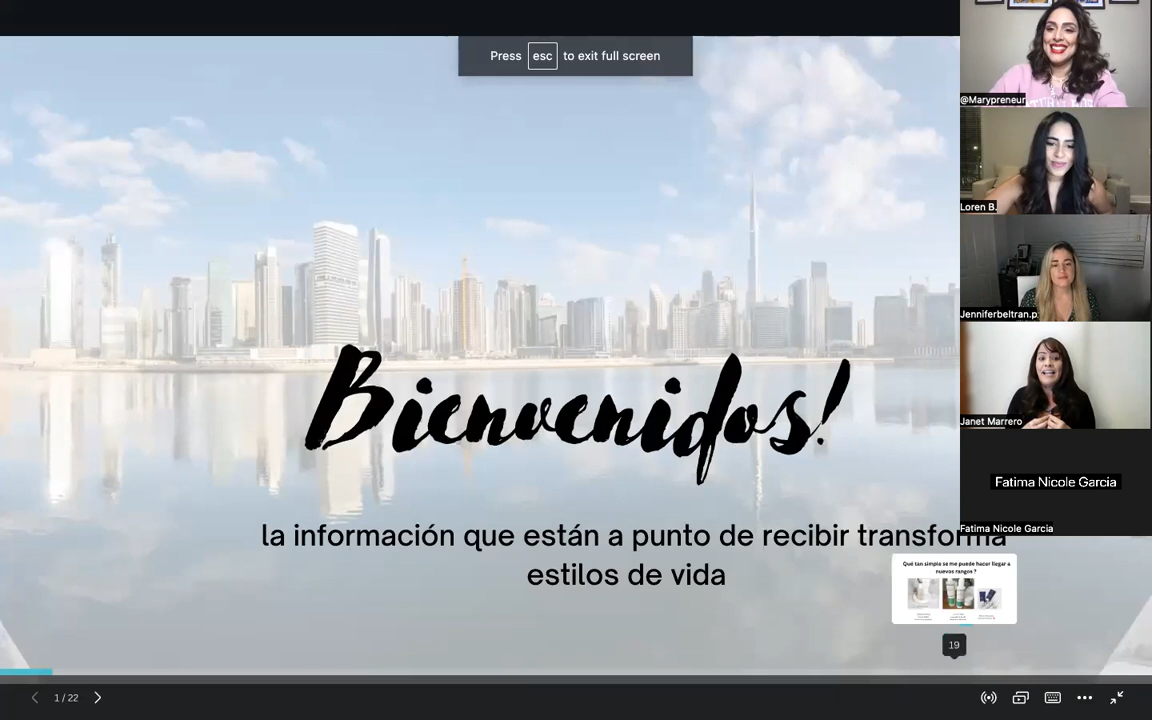 Press esc to exit full screen
@Marypreneur
Loren B.
Jenniferbeltran.p
Janet Marrero
Fatima Nicole Garcia
Fatima Nicole Garcia
Bienvenidos!
la información que están a punto de recibir transforma
estilos de vida
Qué tan simple se me puede hacer llegar a
nuevos rangos ?
19
1 / 22